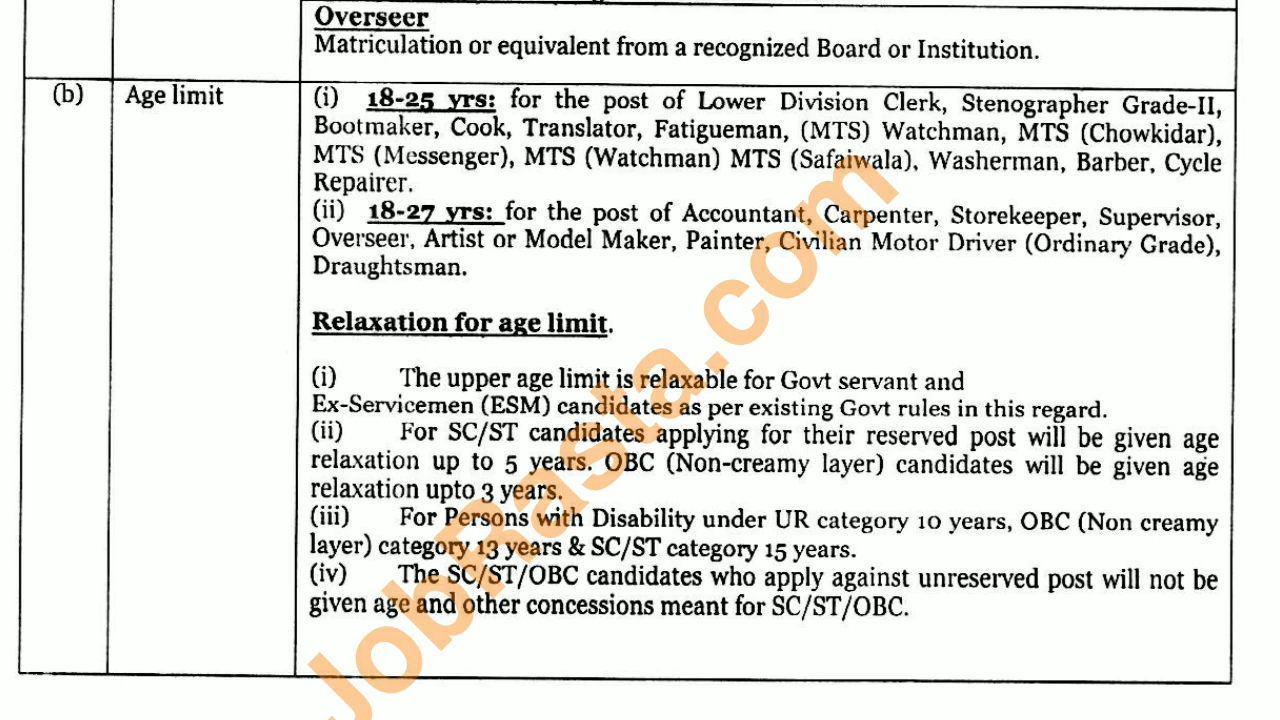 Overseer
Matriculation or equivalent from a recognized Board or Institution.
(b) Age limit (i) 18-25 yrs: for the post of Lower Division Clerk, Stenographer Grade-II,
Bootmaker, Cook, Translator, Fatigueman, (MTS) Watchman, MTS (Chowkidar),
MTS (Messenger), MTS (Watchman) MTS (Safaiwala), Washerman, Barber, Cycle
Repairer.
(ii) 18-27 yrs: for the post of Accountant, Carpenter, Storekeeper, Supervisor,
Overseer, Artist or Model Maker, Painter, Civilian Motor Driver (Ordinary Grade),
Draughtsman.
Relaxation for age limit.
(i) The upper age limit is relaxable for Govt servant and
Ex-Servicemen (ESM) candidates as per existing Govt rules in this regard.
(ii) For SC/ST candidates applying for their reserved post will be given age
relaxation up to 5 years. OBC (Non-creamy layer) candidates will be given age
relaxation upto 3 years.
(iii) For Persons with Disability under UR category 10 years, OBC (Non creamy
layer) category 13 years & SC/ST category 15 years.
(iv) The SC/ST/OBC candidates who apply against unreserved post will not be
given age and other concessions meant for SC/ST/OBC.
JobRasta.com